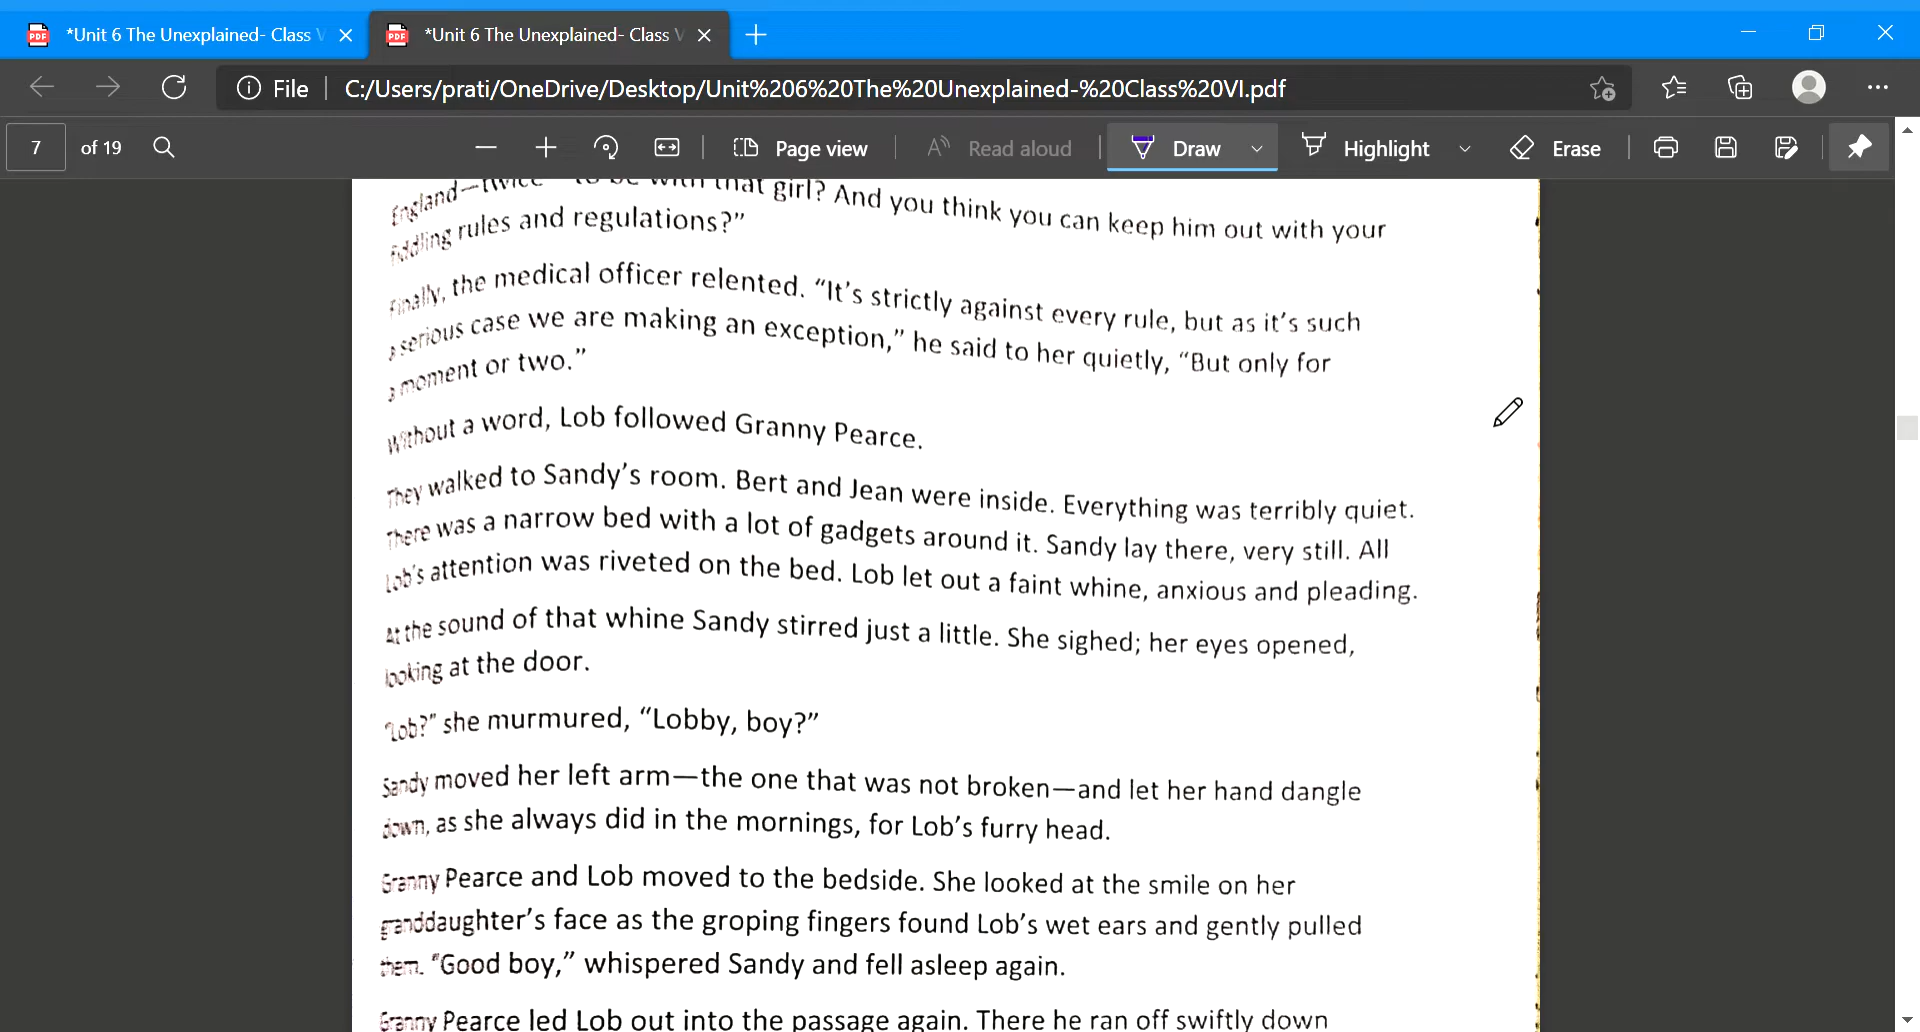 *Unit 6 The Unexplained- Class V
*Unit 6 The Unexplained- Class V
File
C:/Users/prati/OneDrive/Desktop/Unit%206%20The%20Unexplained-%20Class%20VI.pdf
7 of 19
Page view
Read aloud
Draw
Highlight
Erase
England—twice—to be with that girl? And you think you can keep him out with your
fiddling rules and regulations?”
Finally, the medical officer relented. “It’s strictly against every rule, but as it’s such
a serious case we are making an exception,” he said to her quietly, “But only for
a moment or two.”
Without a word, Lob followed Granny Pearce.
They walked to Sandy’s room. Bert and Jean were inside. Everything was terribly quiet.
There was a narrow bed with a lot of gadgets around it. Sandy lay there, very still. All
Lob’s attention was riveted on the bed. Lob let out a faint whine, anxious and pleading.
At the sound of that whine Sandy stirred just a little. She sighed; her eyes opened,
looking at the door.
“Lob?” she murmured, “Lobby, boy?”
Sandy moved her left arm—the one that was not broken—and let her hand dangle
down, as she always did in the mornings, for Lob’s furry head.
Granny Pearce and Lob moved to the bedside. She looked at the smile on her
granddaughter’s face as the groping fingers found Lob’s wet ears and gently pulled
them. “Good boy,” whispered Sandy and fell asleep again.
Granny Pearce led Lob out into the passage again. There he ran off swiftly down